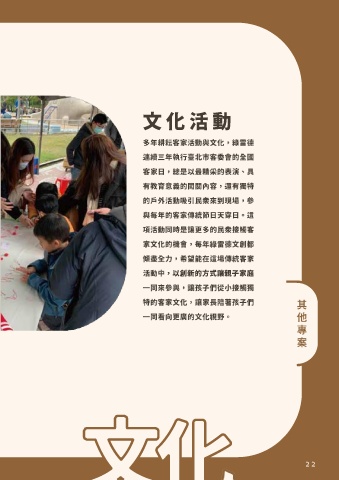 文化活動
多年耕耘客家活動與文化，綠雷德
連續三年執行臺北市客委會的全國
客家日，總是以最精采的表演、具
有教育意義的闖關內容，還有獨特
的戶外活動吸引民眾來到現場，參
與每年的客家傳統節日天穿日。這
項活動同時是讓更多的民眾接觸客
家文化的機會，每年綠雷德文創都
傾盡全力，希望能在這場傳統客家
活動中，以創新的方式讓親子家庭
一同來參與，讓孩子們從小接觸獨
特的客家文化，讓家長陪著孩子們
一同看向更廣的文化視野。
其他專案
文化
22